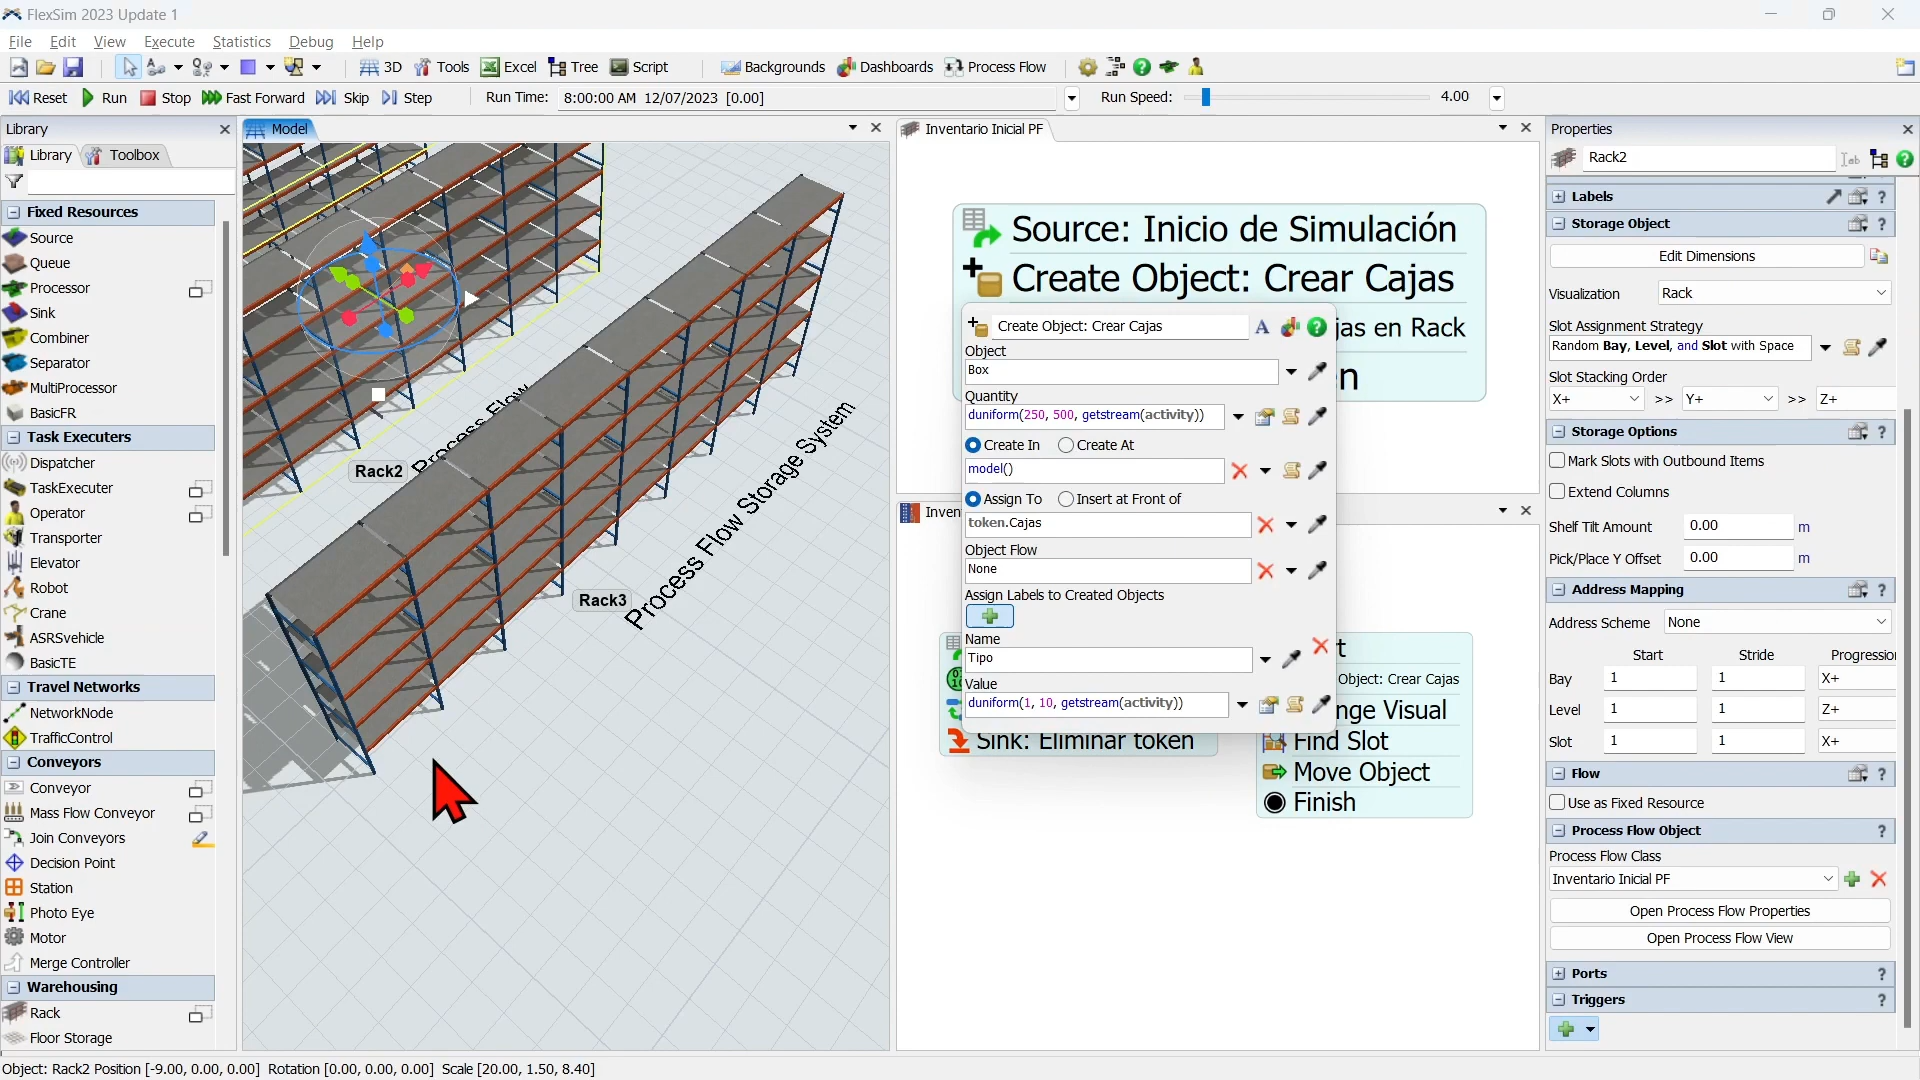 FlexSim 2023 Update 1
File Edit View Execute Statistics Debug Help
3D Tools Excel Tree Script Backgrounds Dashboards Process Flow
Reset Run Stop Fast Forward Skip Step Run Time: 8:00:00 AM 12/07/2023 [0.00] Run Speed: 4.00
Library
Library Toolbox
Fixed Resources
Source
Queue
Processor
Sink
Combiner
Separator
MultiProcessor
BasicFR
Task Executers
Dispatcher
TaskExecuter
Operator
Transporter
Elevator
Robot
Crane
ASRSvehicle
BasicTE
Travel Networks
NetworkNode
TrafficControl
Conveyors
Conveyor
Mass Flow Conveyor
Join Conveyors
Decision Point
Station
Photo Eye
Motor
Merge Controller
Warehousing
Rack
Floor Storage
Model
Process Flow
Rack2
Process Flow Storage System
Rack3
Inventario Inicial PF
Source: Inicio de Simulación
Create Object: Crear Cajas
jas en Rack
n
Create Object: Crear Cajas
Object
Box
Quantity
duniform(250, 500, getstream(activity))
Create In Create At
model()
Assign To Insert at Front of
token.Cajas
Object Flow
None
Assign Labels to Created Objects
Name
Tipo
Value
duniform(1, 10, getstream(activity))
Inven
Sink: Eliminar token
t
Object: Crear Cajas
nge Visual
Find Slot
Move Object
Finish
Properties
Rack2
Labels
Storage Object
Edit Dimensions
Visualization Rack
Slot Assignment Strategy
Random Bay, Level, and Slot with Space
Slot Stacking Order
X+ >> Y+ >> Z+
Storage Options
Mark Slots with Outbound Items
Extend Columns
Shelf Tilt Amount 0.00 m
Pick/Place Y Offset 0.00 m
Address Mapping
Address Scheme None
Start Stride Progression
Bay 1 1 X+
Level 1 1 Z+
Slot 1 1 X+
Flow
Use as Fixed Resource
Process Flow Object
Process Flow Class
Inventario Inicial PF
Open Process Flow Properties
Open Process Flow View
Ports
Triggers
Object: Rack2 Position [-9.00, 0.00, 0.00] Rotation [0.00, 0.00, 0.00] Scale [20.00, 1.50, 8.40]